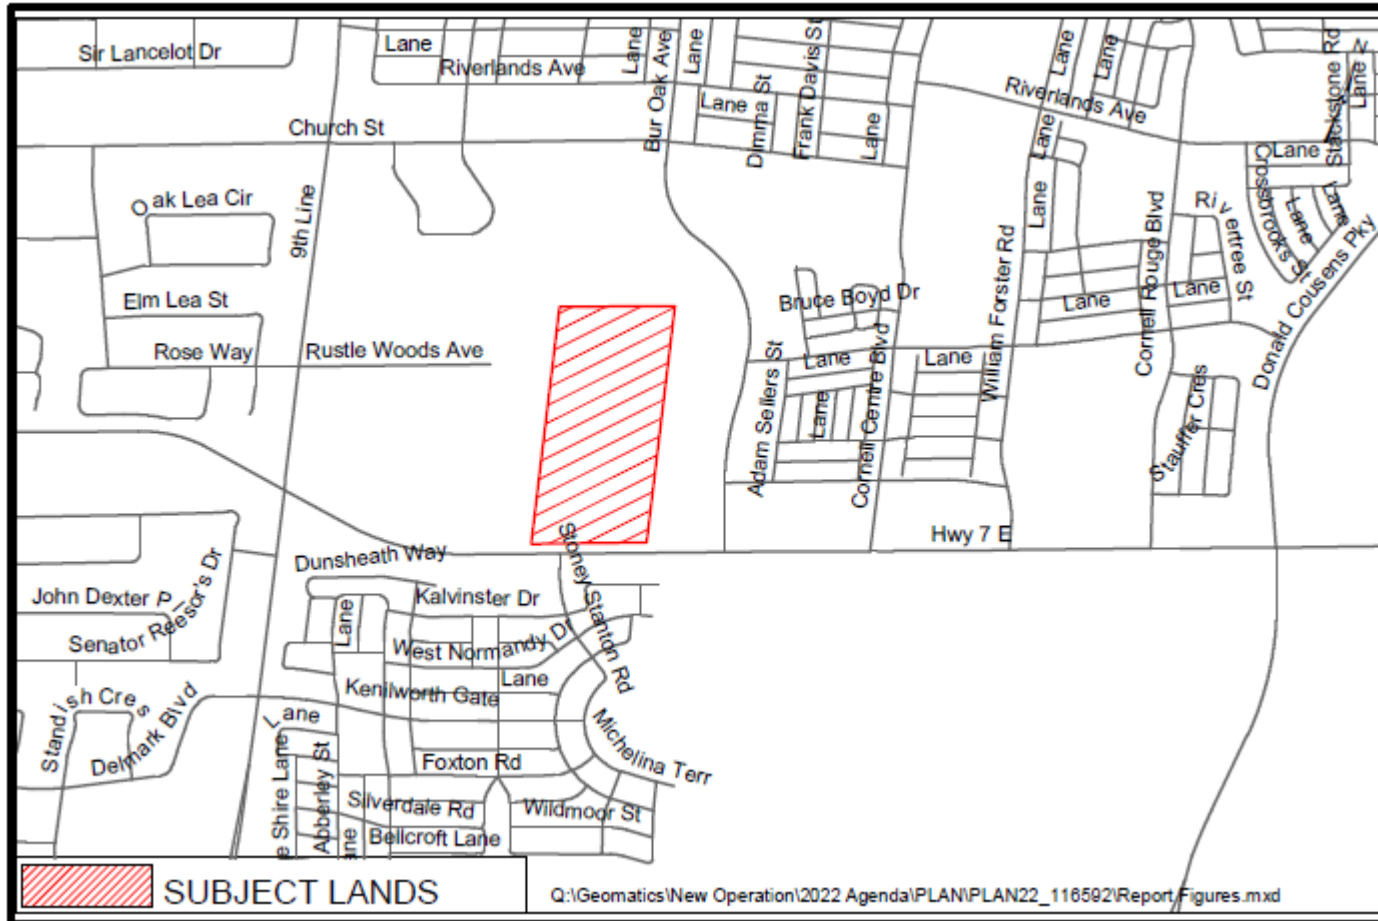 Sir Lancelot Dr
Lane
Riverlands Ave
Lane
Bur Oak Ave
Lane
Lane
Dimma St
Frank Davis St
Lane
Lane
Lane
Riverlands Ave
Stackstone Rd
Lane
Church St
Lane
Lane
Crossbrooks St
Lane
Lane
Lane
Oak Lea Cir
9th Line
Rivertree St
Cornell Rouge Blvd
Donald Cousens Pky
Elm Lea St
Bruce Boyd Dr
William Forster Rd
Lane
Lane
Rose Way
Rustle Woods Ave
Adam Sellers St
Lane
Lane
Cornell Centre Blvd
Lane
Stauffer Cres
Hwy 7 E
Dunsheath Way
Stoney Stanton Rd
John Dexter Pl
Senator Reesor's Dr
Kalvinster Dr
Lane
West Normandy Dr
Lane
Kenilworth Gate
Standish Cres
Delmark Blvd
Lane
Michelina Terr
Foxton Rd
e Shire Lane
Abberley St
Silverdale Rd
Wildmoor St
ane
Bellcroft Lane
SUBJECT LANDS
Q:\Geomatics\New Operation\2022 Agenda\PLAN\PLAN22_116592\Report Figures.mxd